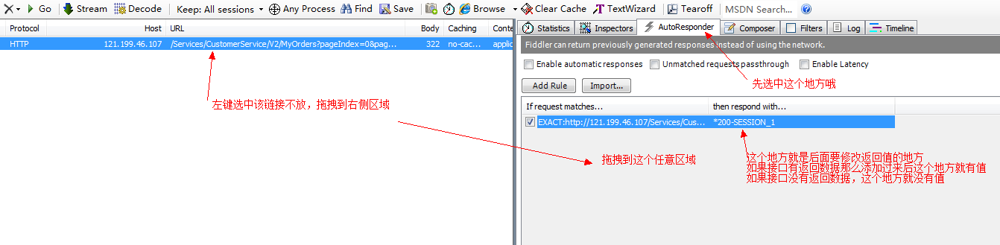 Go Stream Decode Keep: All sessions Any Process Find Save Browse Clear Cache TextWizard Tearoff MSDN Search...
Protocol Host URL Body Caching Conte
HTTP 121.199.46.107 /Services/CustomerService/V2/MyOrders?pageIndex=0&pag... 322 no-cac... applic
左键选中该链接不放，拖拽到右侧区域
Statistics Inspectors AutoResponder Composer Filters Log Timeline
Fiddler can return previously generated responses instead of using the network.
Enable automatic responses Unmatched requests passthrough Enable Latency
先选中这个地方哦
Add Rule Import...
If request matches... then respond with...
EXACT:http://121.199.46.107/Services/Cus... *200-SESSION_1
拖拽到这个任意区域
这个地方就是后面要修改返回值的地方
如果接口有返回数据那么添加过来后这个地方就有值
如果接口没有返回数据，这个地方就没有值